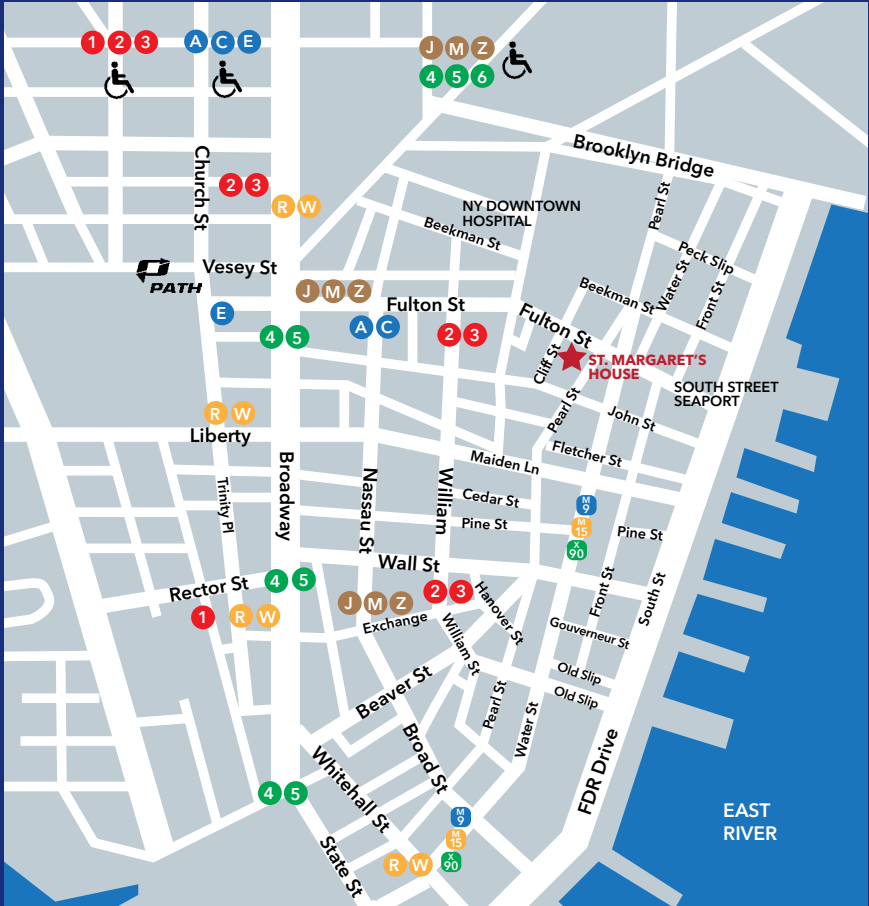 1 2 3
A C E
J M Z
4 5 6
Brooklyn Bridge
Church St
2 3
R W
NY DOWNTOWN
HOSPITAL
Beekman St
Pearl St
Peck Slip
Water St
Front St
PATH
Vesey St
J M Z
Fulton St
E
A C
2 3
4 5
Beekman St
Fulton St
Cliff St
ST. MARGARET'S
HOUSE
SOUTH STREET
SEAPORT
Pearl St
John St
R W
Liberty
Fletcher St
Maiden Ln
Broadway
Trinity Pl
Nassau St
William
Cedar St
Pine St
M
9
M
15
X
90
Pine St
Wall St
Rector St
4 5
1
R W
J M Z
2 3
Exchange
Hanover St
William St
Front St
South St
Gouverneur St
Old Slip
Old Slip
Beaver St
Pearl St
Water St
Broad St
Whitehall St
FDR Drive
4 5
State St
M
9
M
15
X
90
R W
EAST
RIVER